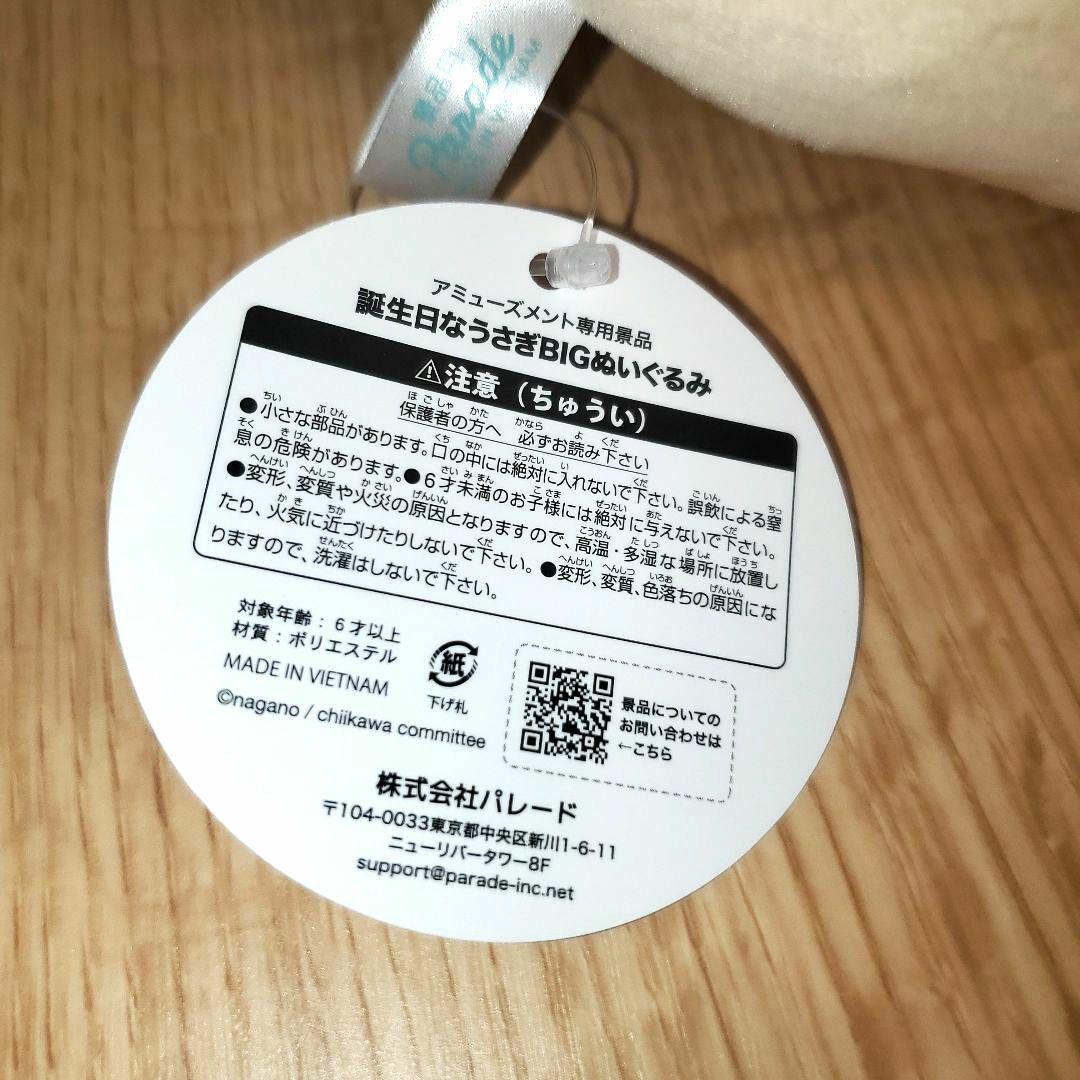 景品
Parade
アミューズメント専用景品
誕生日なうさぎBIGぬいぐるみ
⚠注意（ちゅうい）
保護者の方へ 必ずお読み下さい
●小さな部品があります。口の中には絶対に入れないで下さい。誤飲による窒
息の危険があります。●6才未満のお子様には絶対に与えないで下さい。
●変形、変質や火災の原因となりますので、高温・多湿な場所に放置し
たり、火気に近づけたりしないで下さい。●変形、変質、色落ちの原因にな
りますので、洗濯はしないで下さい。
対象年齢：6才以上
材質：ポリエステル
MADE IN VIETNAM
©nagano / chiikawa committee
紙
下げ札
景品についての
お問い合わせは
←こちら
株式会社パレード
〒104-0033東京都中央区新川1-6-11
ニューリバータワー8F
support@parade-inc.net